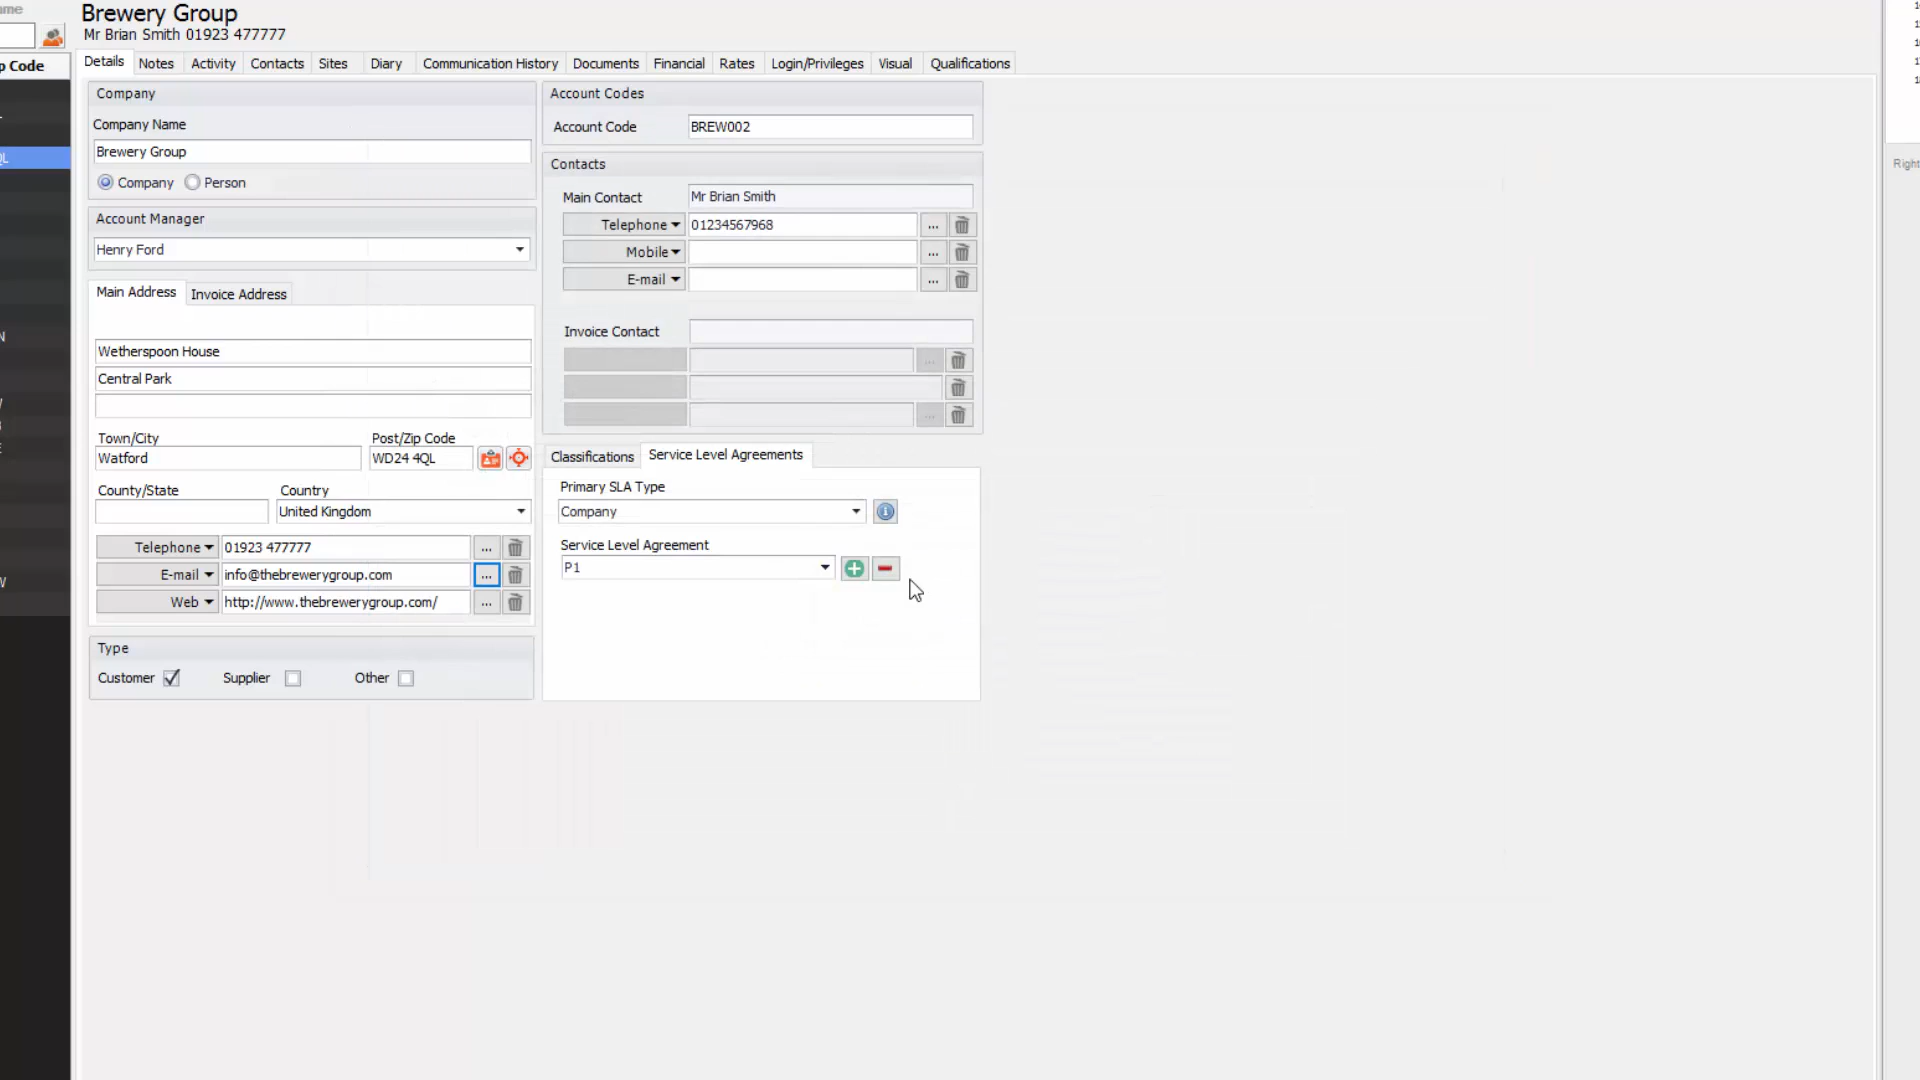 Brewery Group
Mr Brian Smith 01923 477777
Details Notes Activity Contacts Sites Diary Communication History Documents Financial Rates Login/Privileges Visual Qualifications
p Code
Company
Company Name
Brewery Group
Company Person
Account Manager
Henry Ford
Main Address Invoice Address
Wetherspoon House
Central Park
Town/City Post/Zip Code
Watford WD24 4QL
County/State Country
United Kingdom
Telephone 01923 477777 ...
E-mail info@thebrewerygroup.com ...
Web http://www.thebrewerygroup.com/ ...
Type
Customer Supplier Other
Account Codes
Account Code BREW002
Contacts
Main Contact Mr Brian Smith
Telephone 01234567968 ...
Mobile ...
E-mail ...
Invoice Contact
...
...
Classifications Service Level Agreements
Primary SLA Type
Company
Service Level Agreement
P1
Right